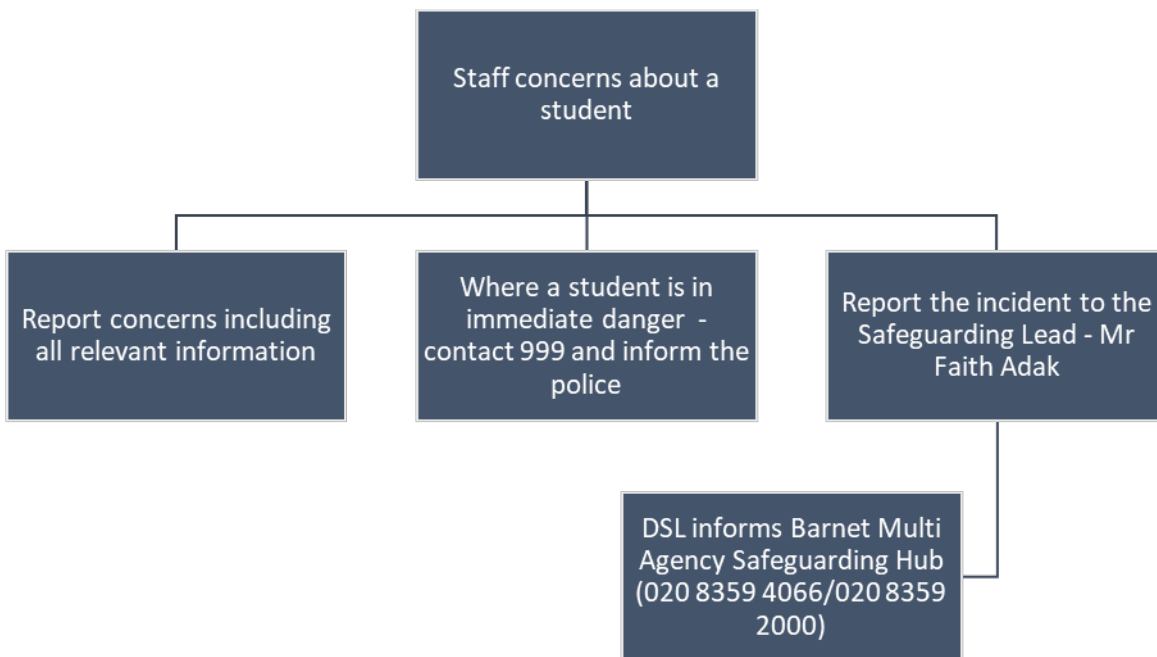 Staff concerns about a
student
Report concerns including
all relevant information
Where a student is in
immediate danger -
contact 999 and inform the
police
Report the incident to the
Safeguarding Lead - Mr
Faith Adak
DSL informs Barnet Multi
Agency Safeguarding Hub
(020 8359 4066/020 8359
2000)